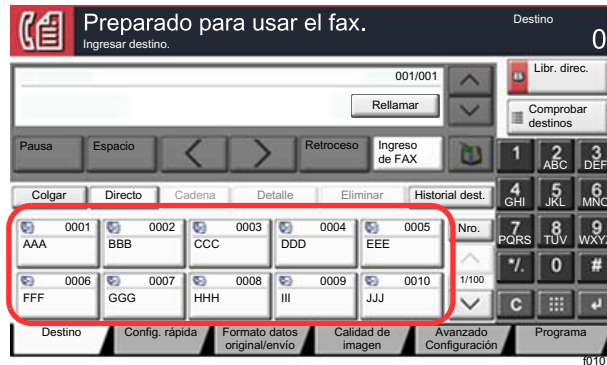 Preparado para usar el fax.
Ingresar destino.
Destino
0
001/001
Rellamar
Libr. direc.
Comprobar
destinos
Pausa
Espacio
Retroceso
Ingreso
de FAX
1
2
ABC
3
DEF
Colgar
Directo
Cadena
Detalle
Eliminar
Historial dest.
4
GHI
5
JKL
6
MNO
0001
AAA
0002
BBB
0003
CCC
0004
DDD
0005
EEE
Nro.
7
PQRS
8
TUV
9
WXYZ
0006
FFF
0007
GGG
0008
HHH
0009
III
0010
JJJ
1/100
*/.
0
#
C
Destino
Config. rápida
Formato datos
original/envío
Calidad de
imagen
Avanzado
Configuración
Programa
f010